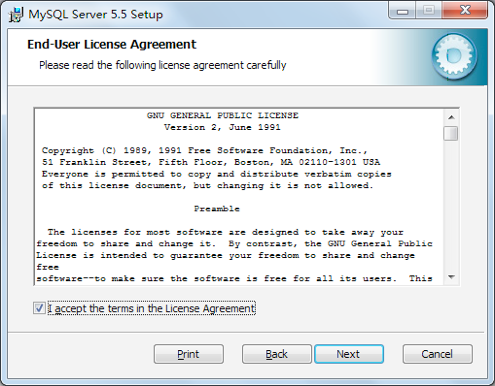 MySQL Server 5.5 Setup
End-User License Agreement
Please read the following license agreement carefully
GNU GENERAL PUBLIC LICENSE
Version 2, June 1991
Copyright (C) 1989, 1991 Free Software Foundation, Inc.,
51 Franklin Street, Fifth Floor, Boston, MA 02110-1301 USA
Everyone is permitted to copy and distribute verbatim copies
of this license document, but changing it is not allowed.
Preamble
The licenses for most software are designed to take away your
freedom to share and change it.  By contrast, the GNU General Public
License is intended to guarantee your freedom to share and change
free
software--to make sure the software is free for all its users.  This
I accept the terms in the License Agreement
Print Back Next Cancel